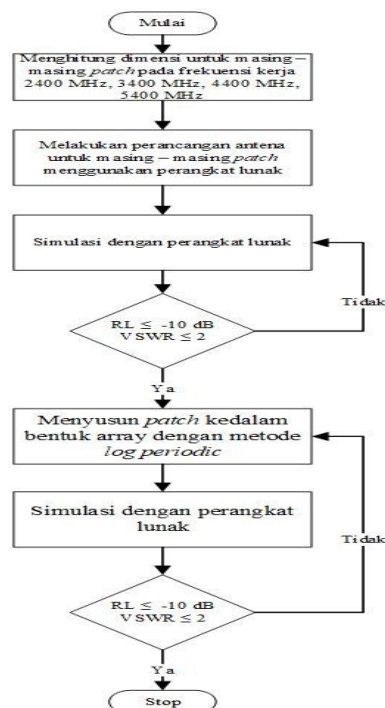 Mulai
Menghitung dimensi untuk masing –
masing patch pada frekuensi kerja
2400 MHz, 3400 MHz, 4400 MHz,
5400 MHz
Melakukan perancangan antena
untuk masing – masing patch
menggunakan perangkat lunak
Simulasi dengan perangkat lunak
Tidak
RL ≤ -10 dB
VSWR ≤ 2
Ya
Menyusun patch kedalam
bentuk array dengan metode
log periodic
Simulasi dengan perangkat
lunak
Tidak
RL ≤ -10 dB
VSWR ≤ 2
Ya
Stop